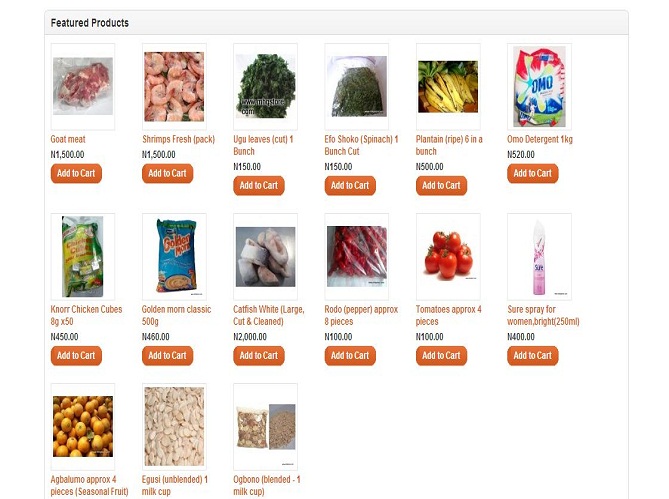 Featured Products
Goat meat
N1,500.00
Add to Cart
Shrimps Fresh (pack)
N1,500.00
Add to Cart
Ugu leaves (cut) 1
Bunch
N150.00
Add to Cart
Efo Shoko (Spinach) 1
Bunch Cut
N150.00
Add to Cart
Plantain (ripe) 6 in a
bunch
N500.00
Add to Cart
OMO
Omo Detergent 1kg
N520.00
Add to Cart
Knorr Chicken Cubes
8g x50
N450.00
Add to Cart
Golden
Morn
Golden morn classic
500g
N460.00
Add to Cart
Catfish White (Large,
Cut & Cleaned)
N2,000.00
Add to Cart
Rodo (pepper) approx
8 pieces
N100.00
Add to Cart
Tomatoes approx 4
pieces
N100.00
Add to Cart
Sure
Sure spray for
women,bright(250ml)
N400.00
Add to Cart
Agbalumo approx 4
pieces (Seasonal Fruit)
Egusi (unblended) 1
milk cup
Ogbono (blended - 1
milk cup)